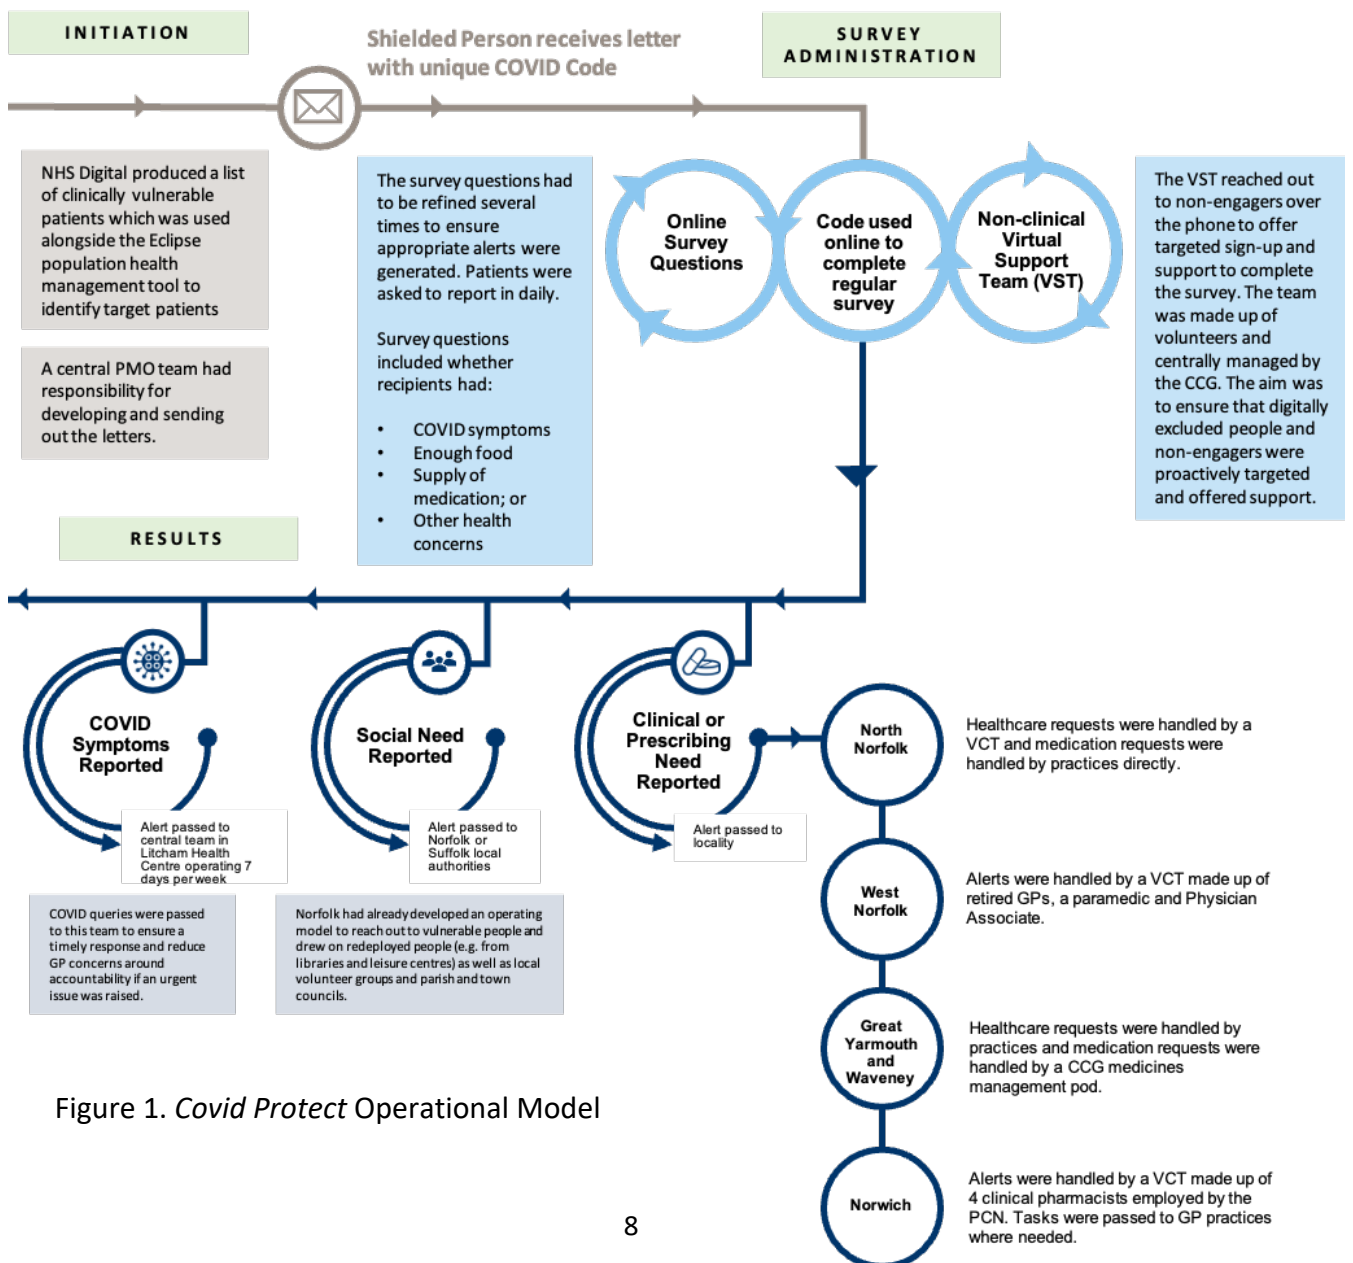 INITIATION
Shielded Person receives letter
with unique COVID Code
SURVEY
ADMINISTRATION
NHS Digital produced a list
of clinically vulnerable
patients which was used
alongside the Eclipse
population health
management tool to
identify target patients
A central PMO team had
responsibility for
developing and sending
out the letters.
The survey questions had
to be refined several
times to ensure
appropriate alerts were
generated. Patients were
asked to report in daily.
Survey questions
included whether
recipients had:
• COVID symptoms
• Enough food
• Supply of
medication; or
• Other health
concerns
Online
Survey
Questions
Code used
online to
complete
regular
survey
Non-clinical
Virtual
Support
Team (VST)
The VST reached out
to non-engagers over
the phone to offer
targeted sign-up and
support to complete
the survey. The team
was made up of
volunteers and
centrally managed by
the CCG. The aim was
to ensure that digitally
excluded people and
non-engagers were
proactively targeted
and offered support.
RESULTS
COVID
Symptoms
Reported
Alert passed to
central team in
Litcham Health
Centre operating 7
days per week
COVID queries were passed
to this team to ensure a
timely response and reduce
GP concerns around
accountability if an urgent
issue was raised.
Social Need
Reported
Alert passed to
Norfolk or
Suffolk local
authorities
Norfolk had already developed an operating
model to reach out to vulnerable people and
drew on redeployed people (e.g. from
libraries and leisure centres) as well as local
volunteer groups and parish and town
councils.
Clinical or
Prescribing
Need
Reported
Alert passed to
locality
North
Norfolk
Healthcare requests were handled by a
VCT and medication requests were
handled by practices directly.
West
Norfolk
Alerts were handled by a VCT made up of
retired GPs, a paramedic and Physician
Associate.
Great
Yarmouth
and
Waveney
Healthcare requests were handled by
practices and medication requests were
handled by a CCG medicines
management pod.
Norwich
Alerts were handled by a VCT made up of
4 clinical pharmacists employed by the
PCN. Tasks were passed to GP practices
where needed.
Figure 1. Covid Protect Operational Model
8